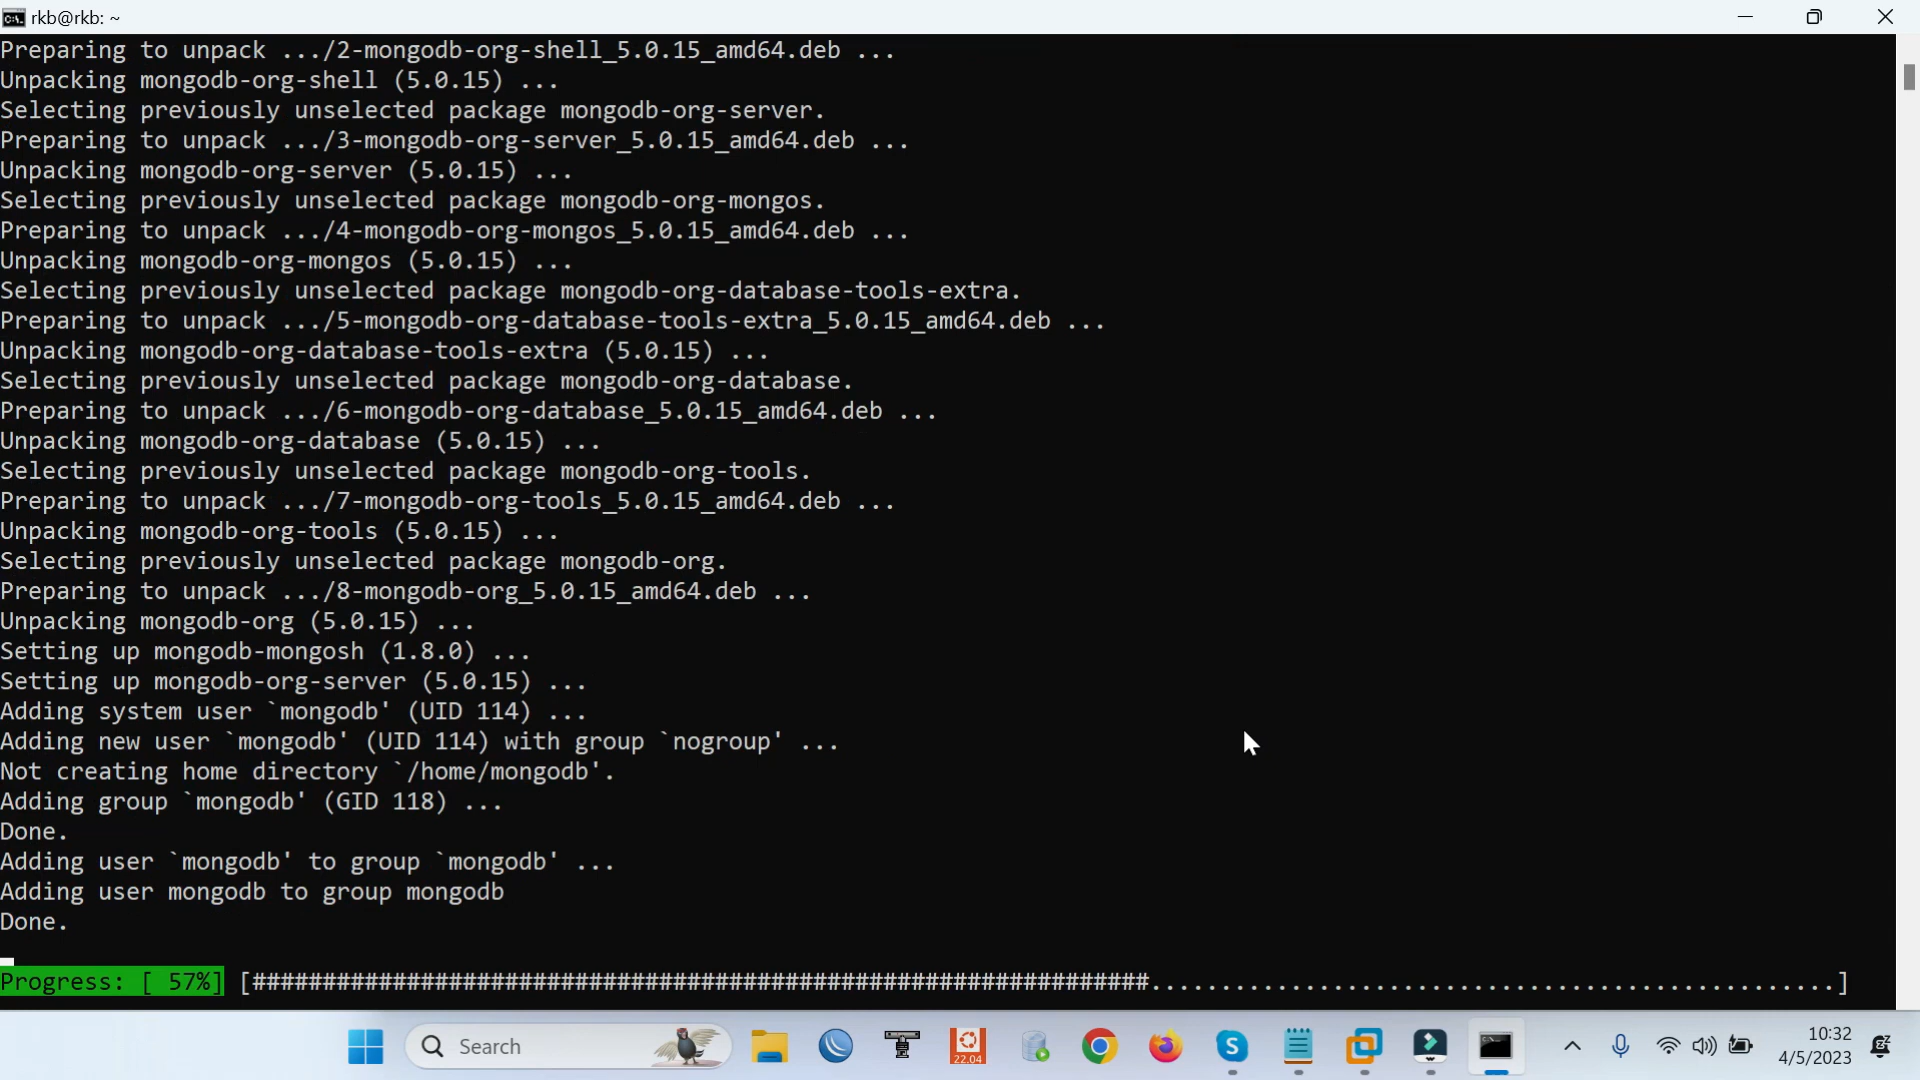 rkb@rkb: ~
Preparing to unpack .../2-mongodb-org-shell_5.0.15_amd64.deb ...
Unpacking mongodb-org-shell (5.0.15) ...
Selecting previously unselected package mongodb-org-server.
Preparing to unpack .../3-mongodb-org-server_5.0.15_amd64.deb ...
Unpacking mongodb-org-server (5.0.15) ...
Selecting previously unselected package mongodb-org-mongos.
Preparing to unpack .../4-mongodb-org-mongos_5.0.15_amd64.deb ...
Unpacking mongodb-org-mongos (5.0.15) ...
Selecting previously unselected package mongodb-org-database-tools-extra.
Preparing to unpack .../5-mongodb-org-database-tools-extra_5.0.15_amd64.deb ...
Unpacking mongodb-org-database-tools-extra (5.0.15) ...
Selecting previously unselected package mongodb-org-database.
Preparing to unpack .../6-mongodb-org-database_5.0.15_amd64.deb ...
Unpacking mongodb-org-database (5.0.15) ...
Selecting previously unselected package mongodb-org-tools.
Preparing to unpack .../7-mongodb-org-tools_5.0.15_amd64.deb ...
Unpacking mongodb-org-tools (5.0.15) ...
Selecting previously unselected package mongodb-org.
Preparing to unpack .../8-mongodb-org_5.0.15_amd64.deb ...
Unpacking mongodb-org (5.0.15) ...
Setting up mongodb-mongosh (1.8.0) ...
Setting up mongodb-org-server (5.0.15) ...
Adding system user `mongodb' (UID 114) ...
Adding new user `mongodb' (UID 114) with group `nogroup' ...
Not creating home directory `/home/mongodb'.
Adding group `mongodb' (GID 118) ...
Done.
Adding user `mongodb' to group `mongodb' ...
Adding user mongodb to group mongodb
Done.
Progress: [ 57%] [################################################################.................................................]
Search
22.04
10:32
4/5/2023